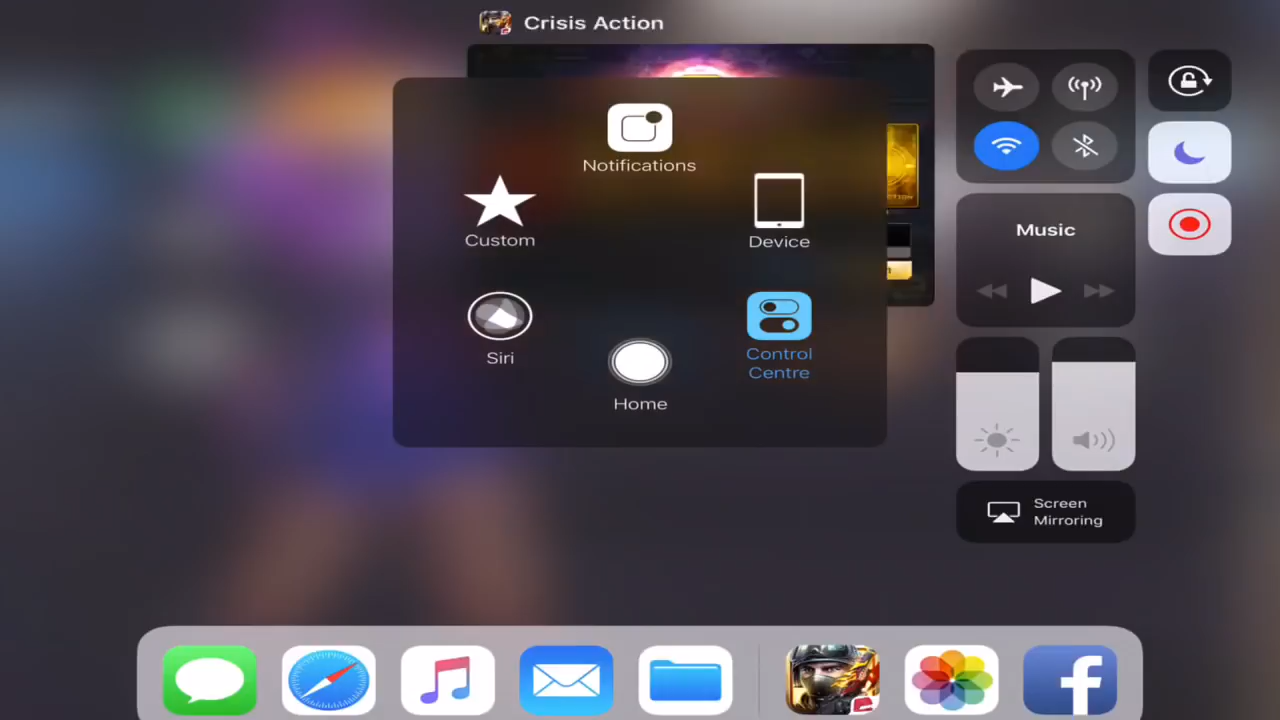 Crisis Action
Notifications
Custom
Device
Siri
Control
Centre
Home
Music
Screen
Mirroring